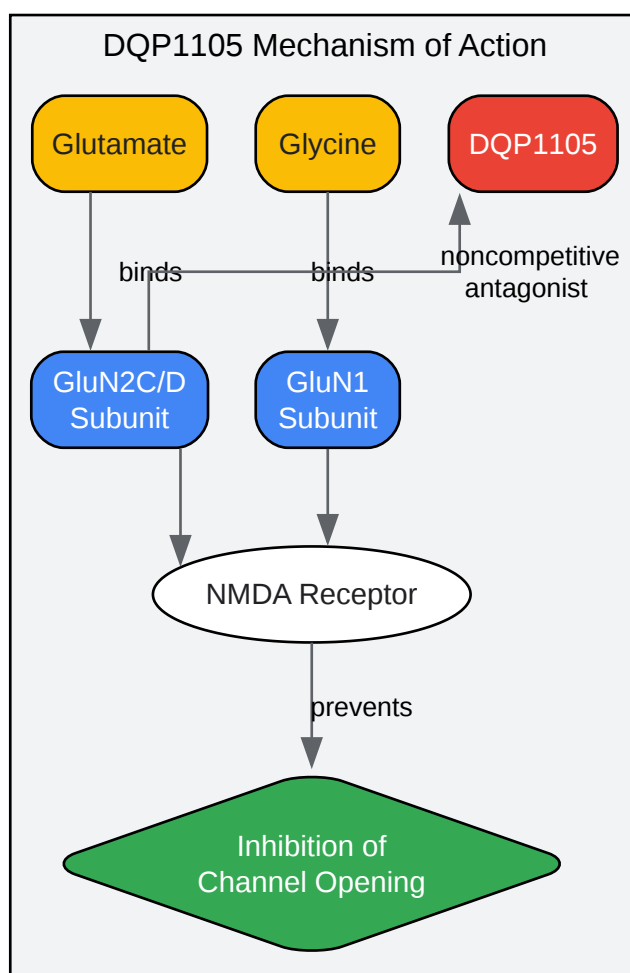 DQP1105 Mechanism of Action
Glutamate
Glycine
DQP1105
binds
binds
noncompetitive
antagonist
GluN2C/D
Subunit
GluN1
Subunit
NMDA Receptor
prevents
Inhibition of
Channel Opening